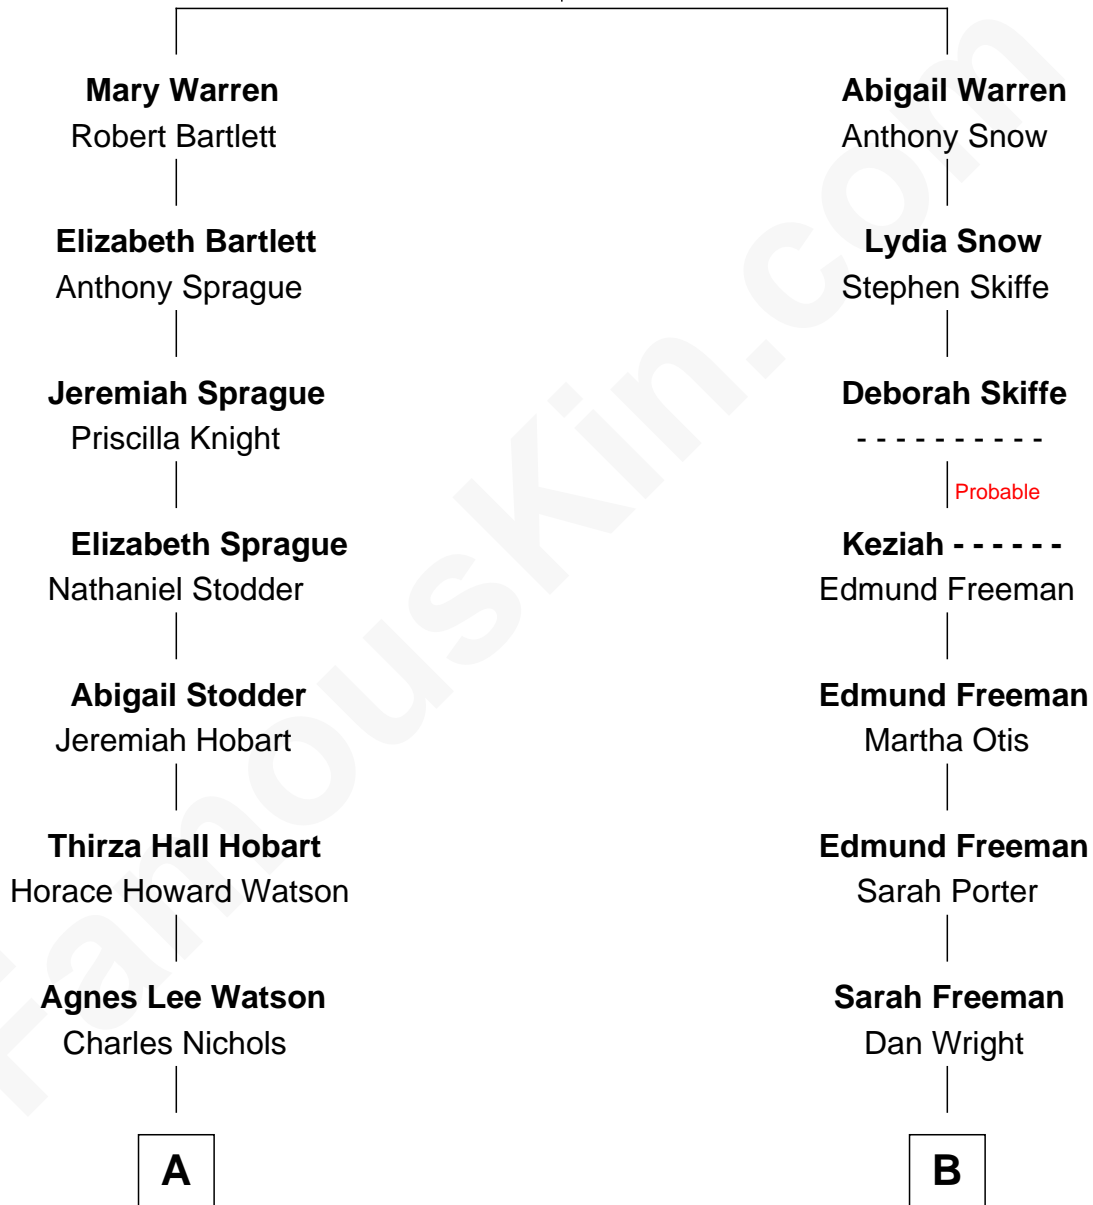 Mary Warren
Robert Bartlett
Elizabeth Bartlett
Anthony Sprague
Jeremiah Sprague
Priscilla Knight
Elizabeth Sprague
Nathaniel Stodder
Abigail Stodder
Jeremiah Hobart
Thirza Hall Hobart
Horace Howard Watson
Agnes Lee Watson
Charles Nichols
A
Abigail Warren
Anthony Snow
Lydia Snow
Stephen Skiffe
Deborah Skiffe
- - - - - - - - - -
Probable
Keziah - - - - - -
Edmund Freeman
Edmund Freeman
Martha Otis
Edmund Freeman
Sarah Porter
Sarah Freeman
Dan Wright
B
FamousKin.com